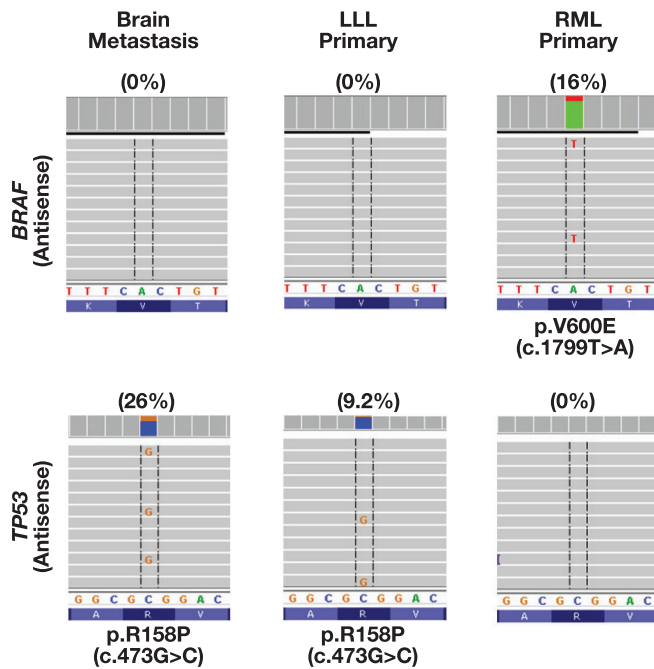 Brain
Metastasis
LLL
Primary
RML
Primary
(0%)
(0%)
(16%)
BRAF
(Antisense)
T
T
T T T C A C T G T
K V T
T T T C A C T G T
K V T
T T T C A C T G T
K V T
p.V600E
(c.1799T>A)
(26%)
(9.2%)
(0%)
TP53
(Antisense)
G
G
G
G
G
G G C G C G G A C
A R V
G G C G C G G A C
A R V
G G C G C G G A C
A R V
p.R158P
(c.473G>C)
p.R158P
(c.473G>C)